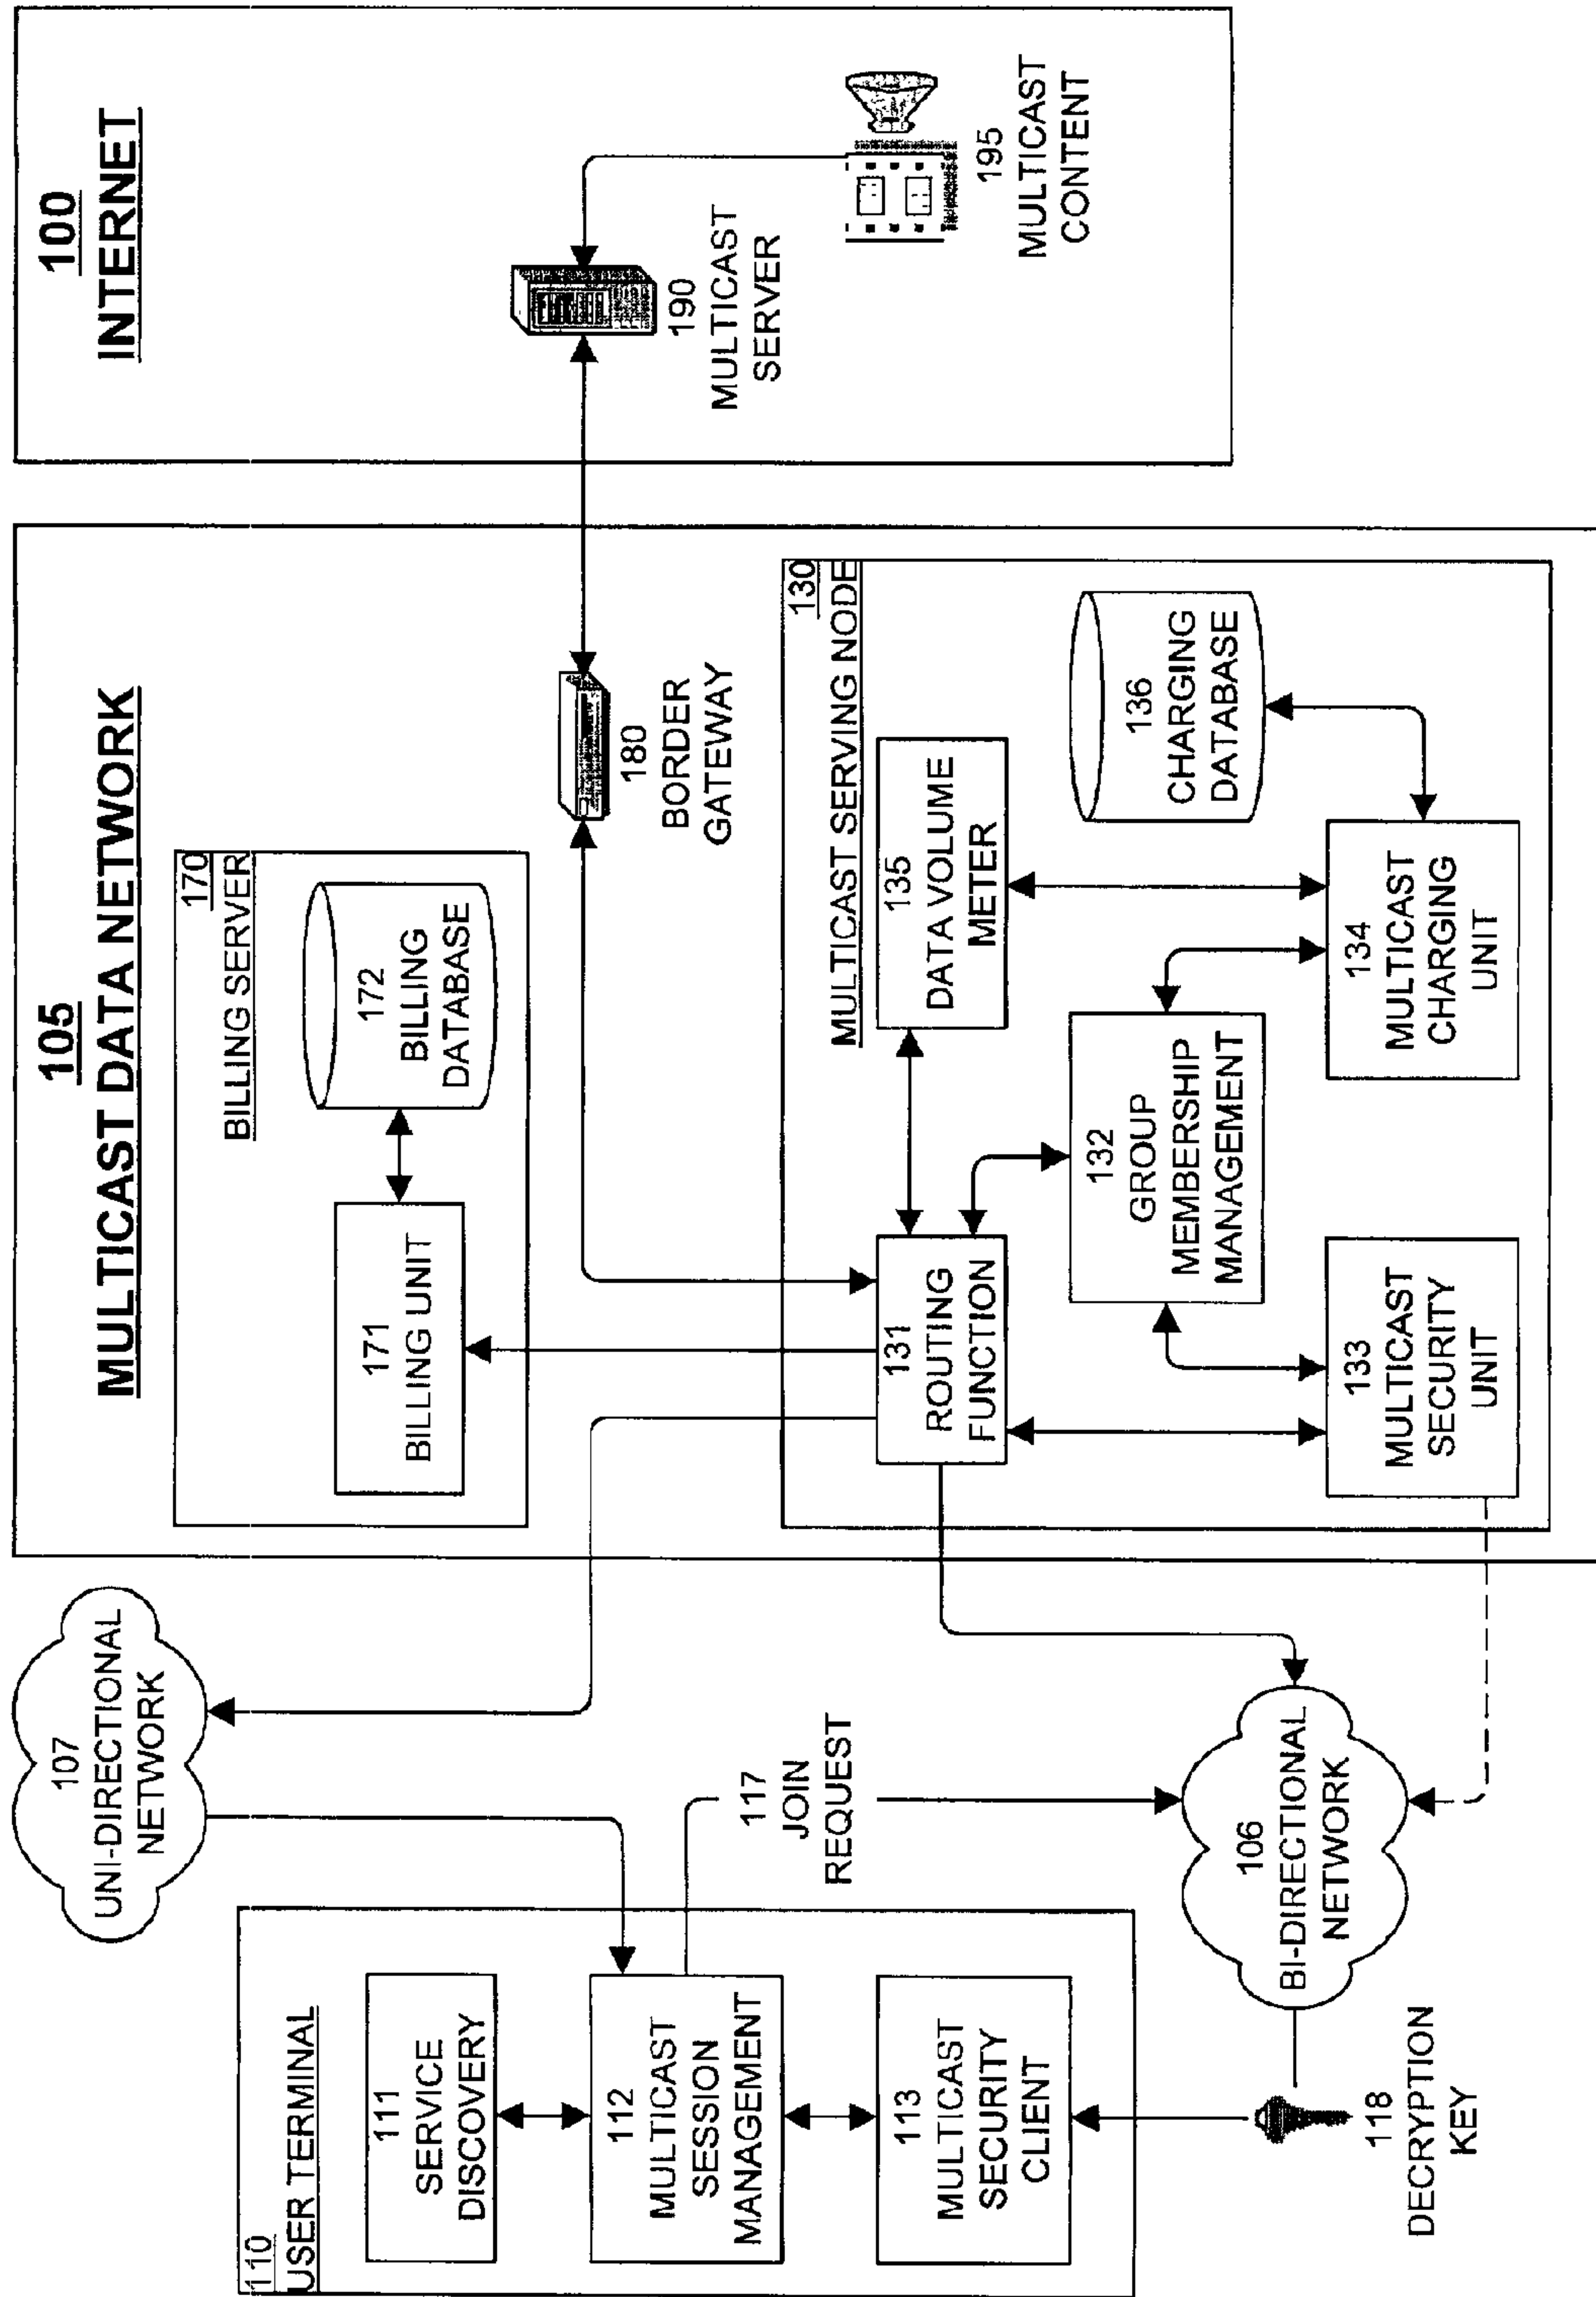 110
USER TERMINAL
111
SERVICE
DISCOVERY
112
MULTICAST
SESSION
MANAGEMENT
113
MULTICAST
SECURITY
CLIENT
118
DECRYPTION
KEY
107
UNI-DIRECTIONAL
NETWORK
117
JOIN
REQUEST
106
BI-DIRECTIONAL
NETWORK
105
MULTICAST DATA NETWORK
170
BILLING SERVER
171
BILLING UNIT
172
BILLING
DATABASE
180
BORDER
GATEWAY
130
MULTICAST SERVING NODE
131
ROUTING
FUNCTION
132
GROUP
MEMBERSHIP
MANAGEMENT
133
MULTICAST
SECURITY
UNIT
135
DATA VOLUME
METER
134
MULTICAST
CHARGING
UNIT
136
CHARGING
DATABASE
100
INTERNET
190
MULTICAST
SERVER
195
MULTICAST
CONTENT